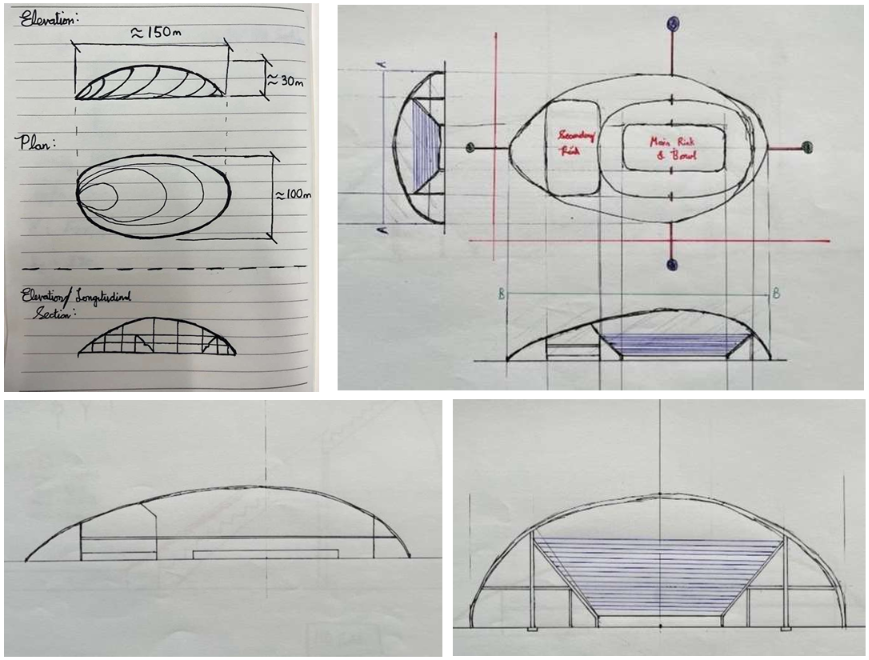 Elevation:
≈ 150m
≈ 30m
Plan:
≈ 100m
Elevation/ Longitudinal
Section:
A
A
Secondary
Rink
Main Rink
& Bowl
B
B